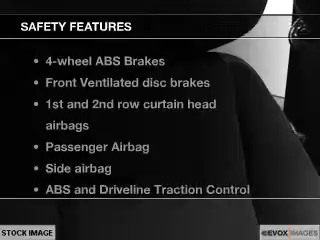 SAFETY FEATURES
• 4-wheel ABS Brakes
• Front Ventilated disc brakes
• 1st and 2nd row curtain head
airbags
• Passenger Airbag
• Side airbag
• ABS and Driveline Traction Control
STOCK IMAGE
©EVOX IMAGES